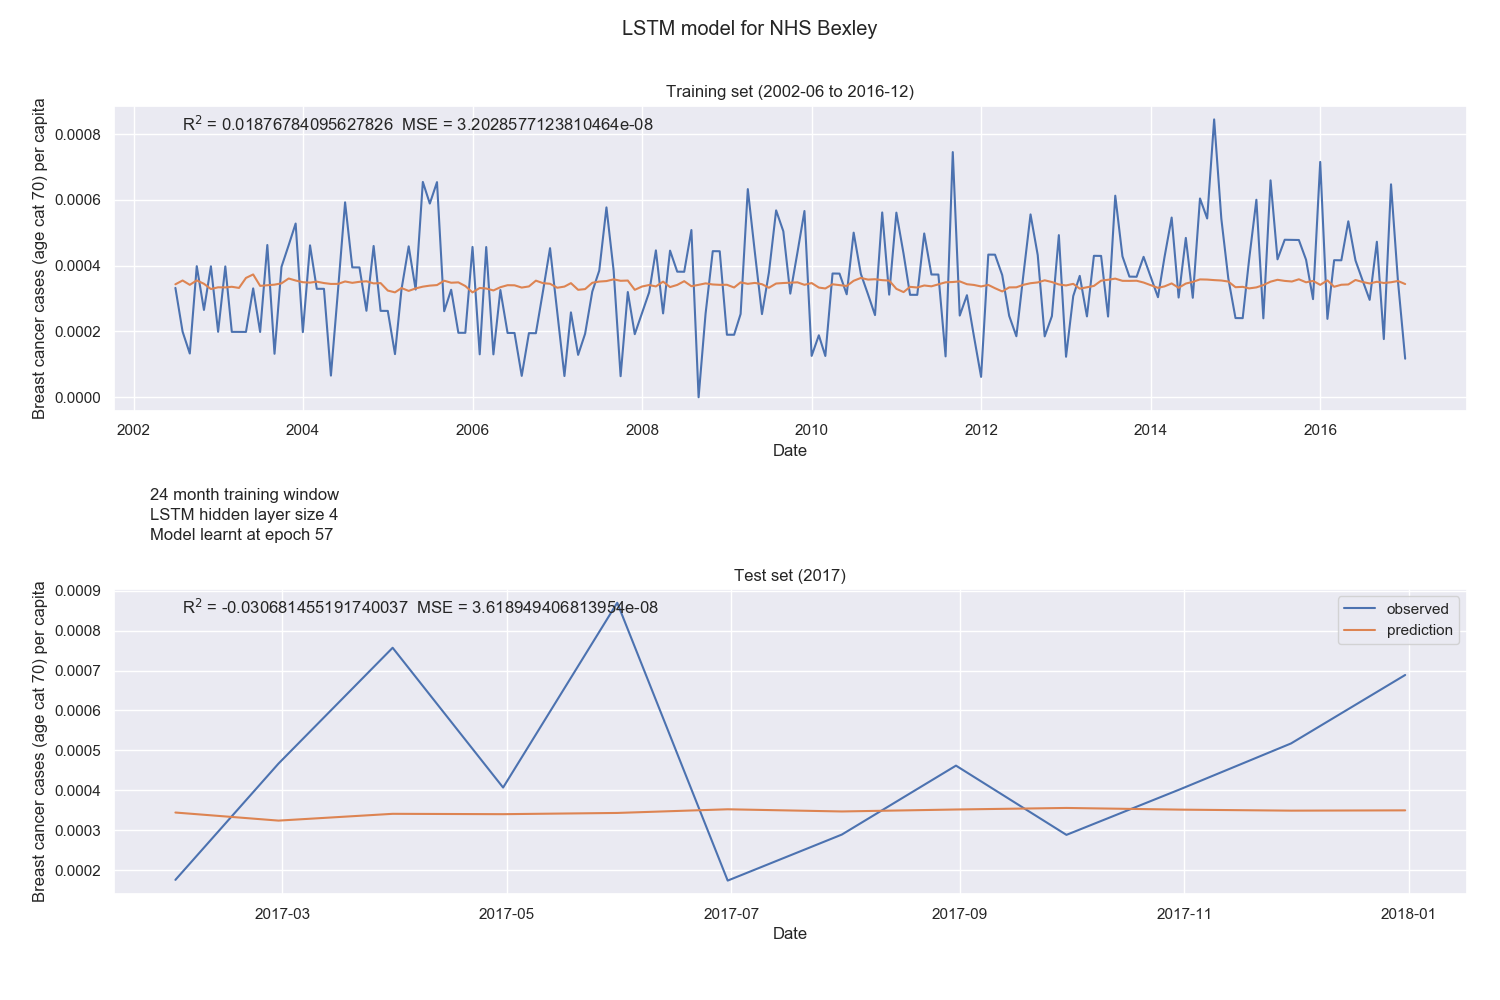 LSTM model for NHS Bexley
Training set (2002-06 to 2016-12)
R² = 0.01876784095627826 MSE = 3.2028577123810464e-08
Breast cancer cases (age cat 70) per capita
0.0008
0.0006
0.0004
0.0002
0.0000
2002 2004 2006 2008 2010 2012 2014 2016
Date
24 month training window
LSTM hidden layer size 4
Model learnt at epoch 57
Test set (2017)
R² = -0.030681455191740037 MSE = 3.618949406813954e-08
observed
prediction
Breast cancer cases (age cat 70) per capita
0.0009
0.0008
0.0007
0.0006
0.0005
0.0004
0.0003
0.0002
2017-03 2017-05 2017-07 2017-09 2017-11 2018-01
Date